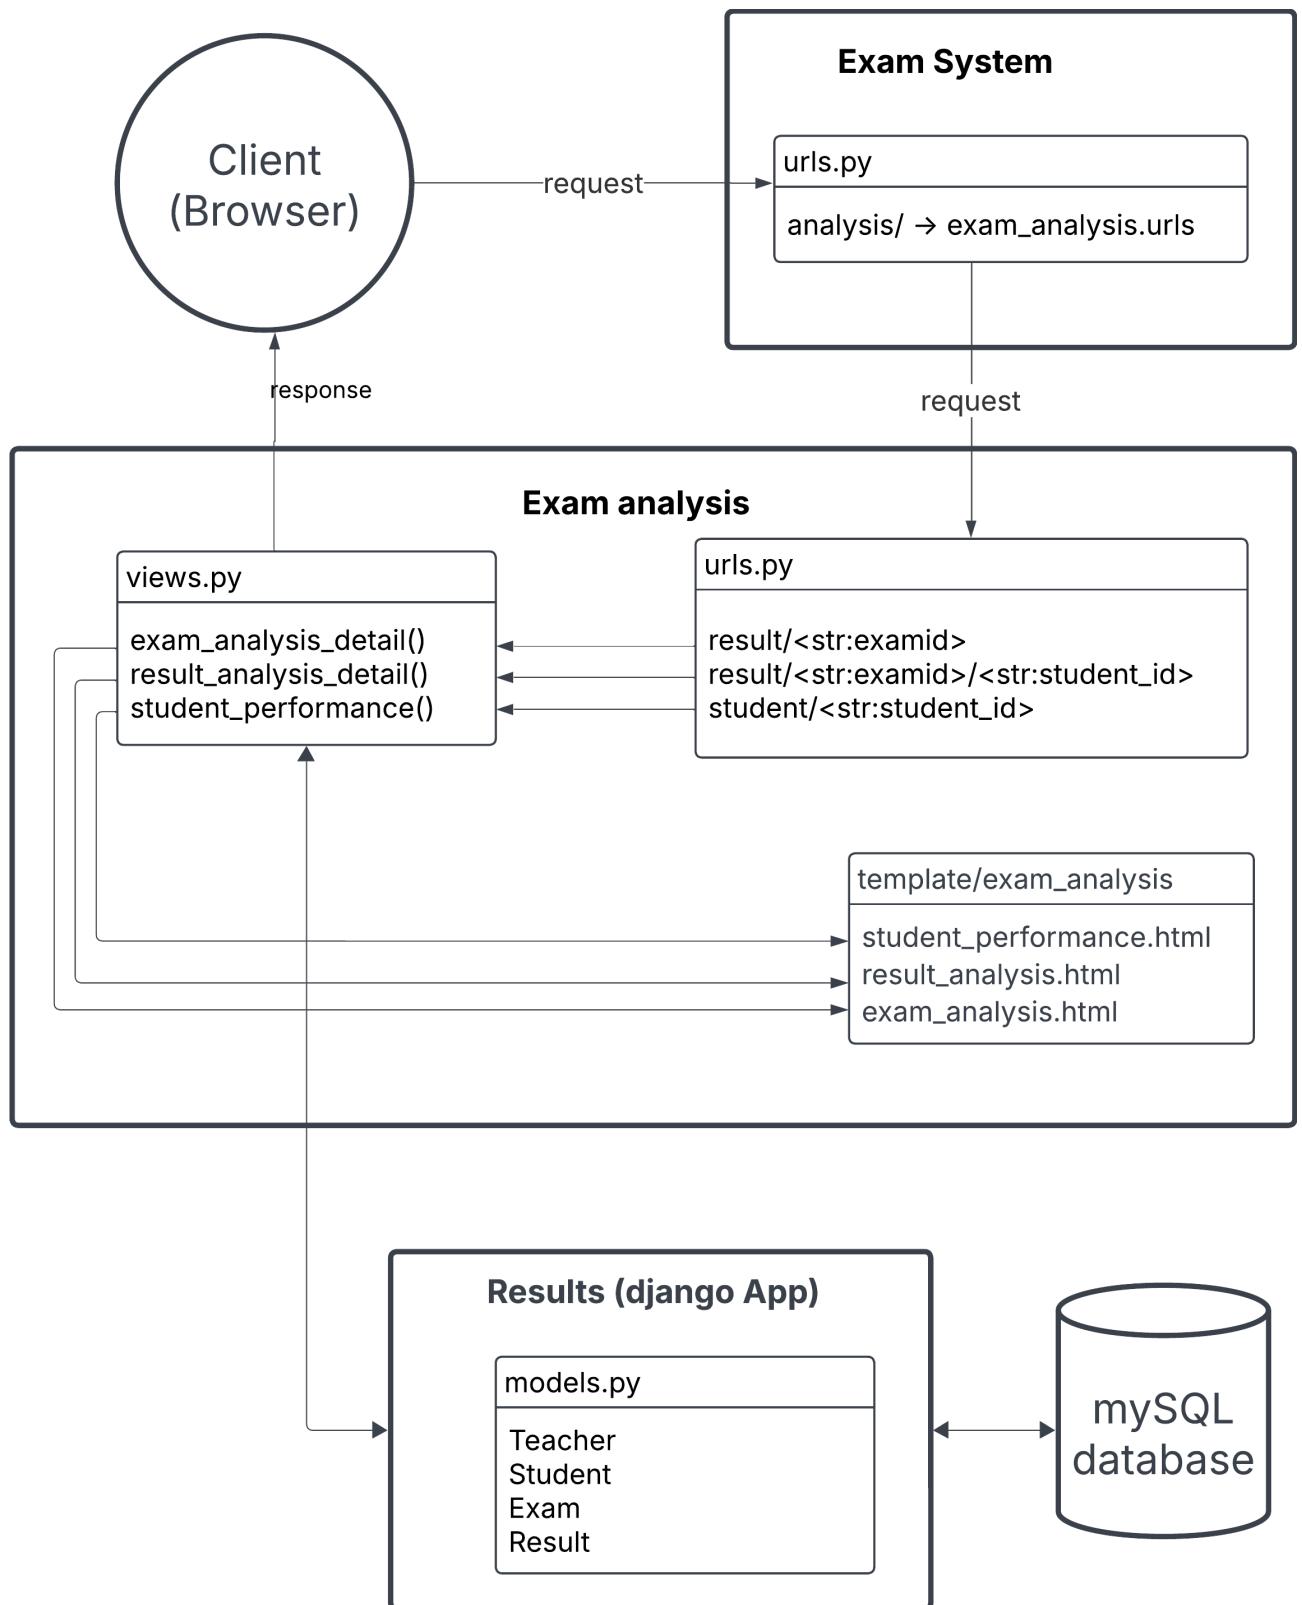 Exam System
Client
(Browser)
request
urls.py
analysis/ → exam_analysis.urls
response
request
Exam analysis
views.py
exam_analysis_detail()
result_analysis_detail()
student_performance()
urls.py
result/<str:examid>
result/<str:examid>/<str:student_id>
student/<str:student_id>
template/exam_analysis
student_performance.html
result_analysis.html
exam_analysis.html
Results (django App)
models.py
Teacher
Student
Exam
Result
mySQL
database